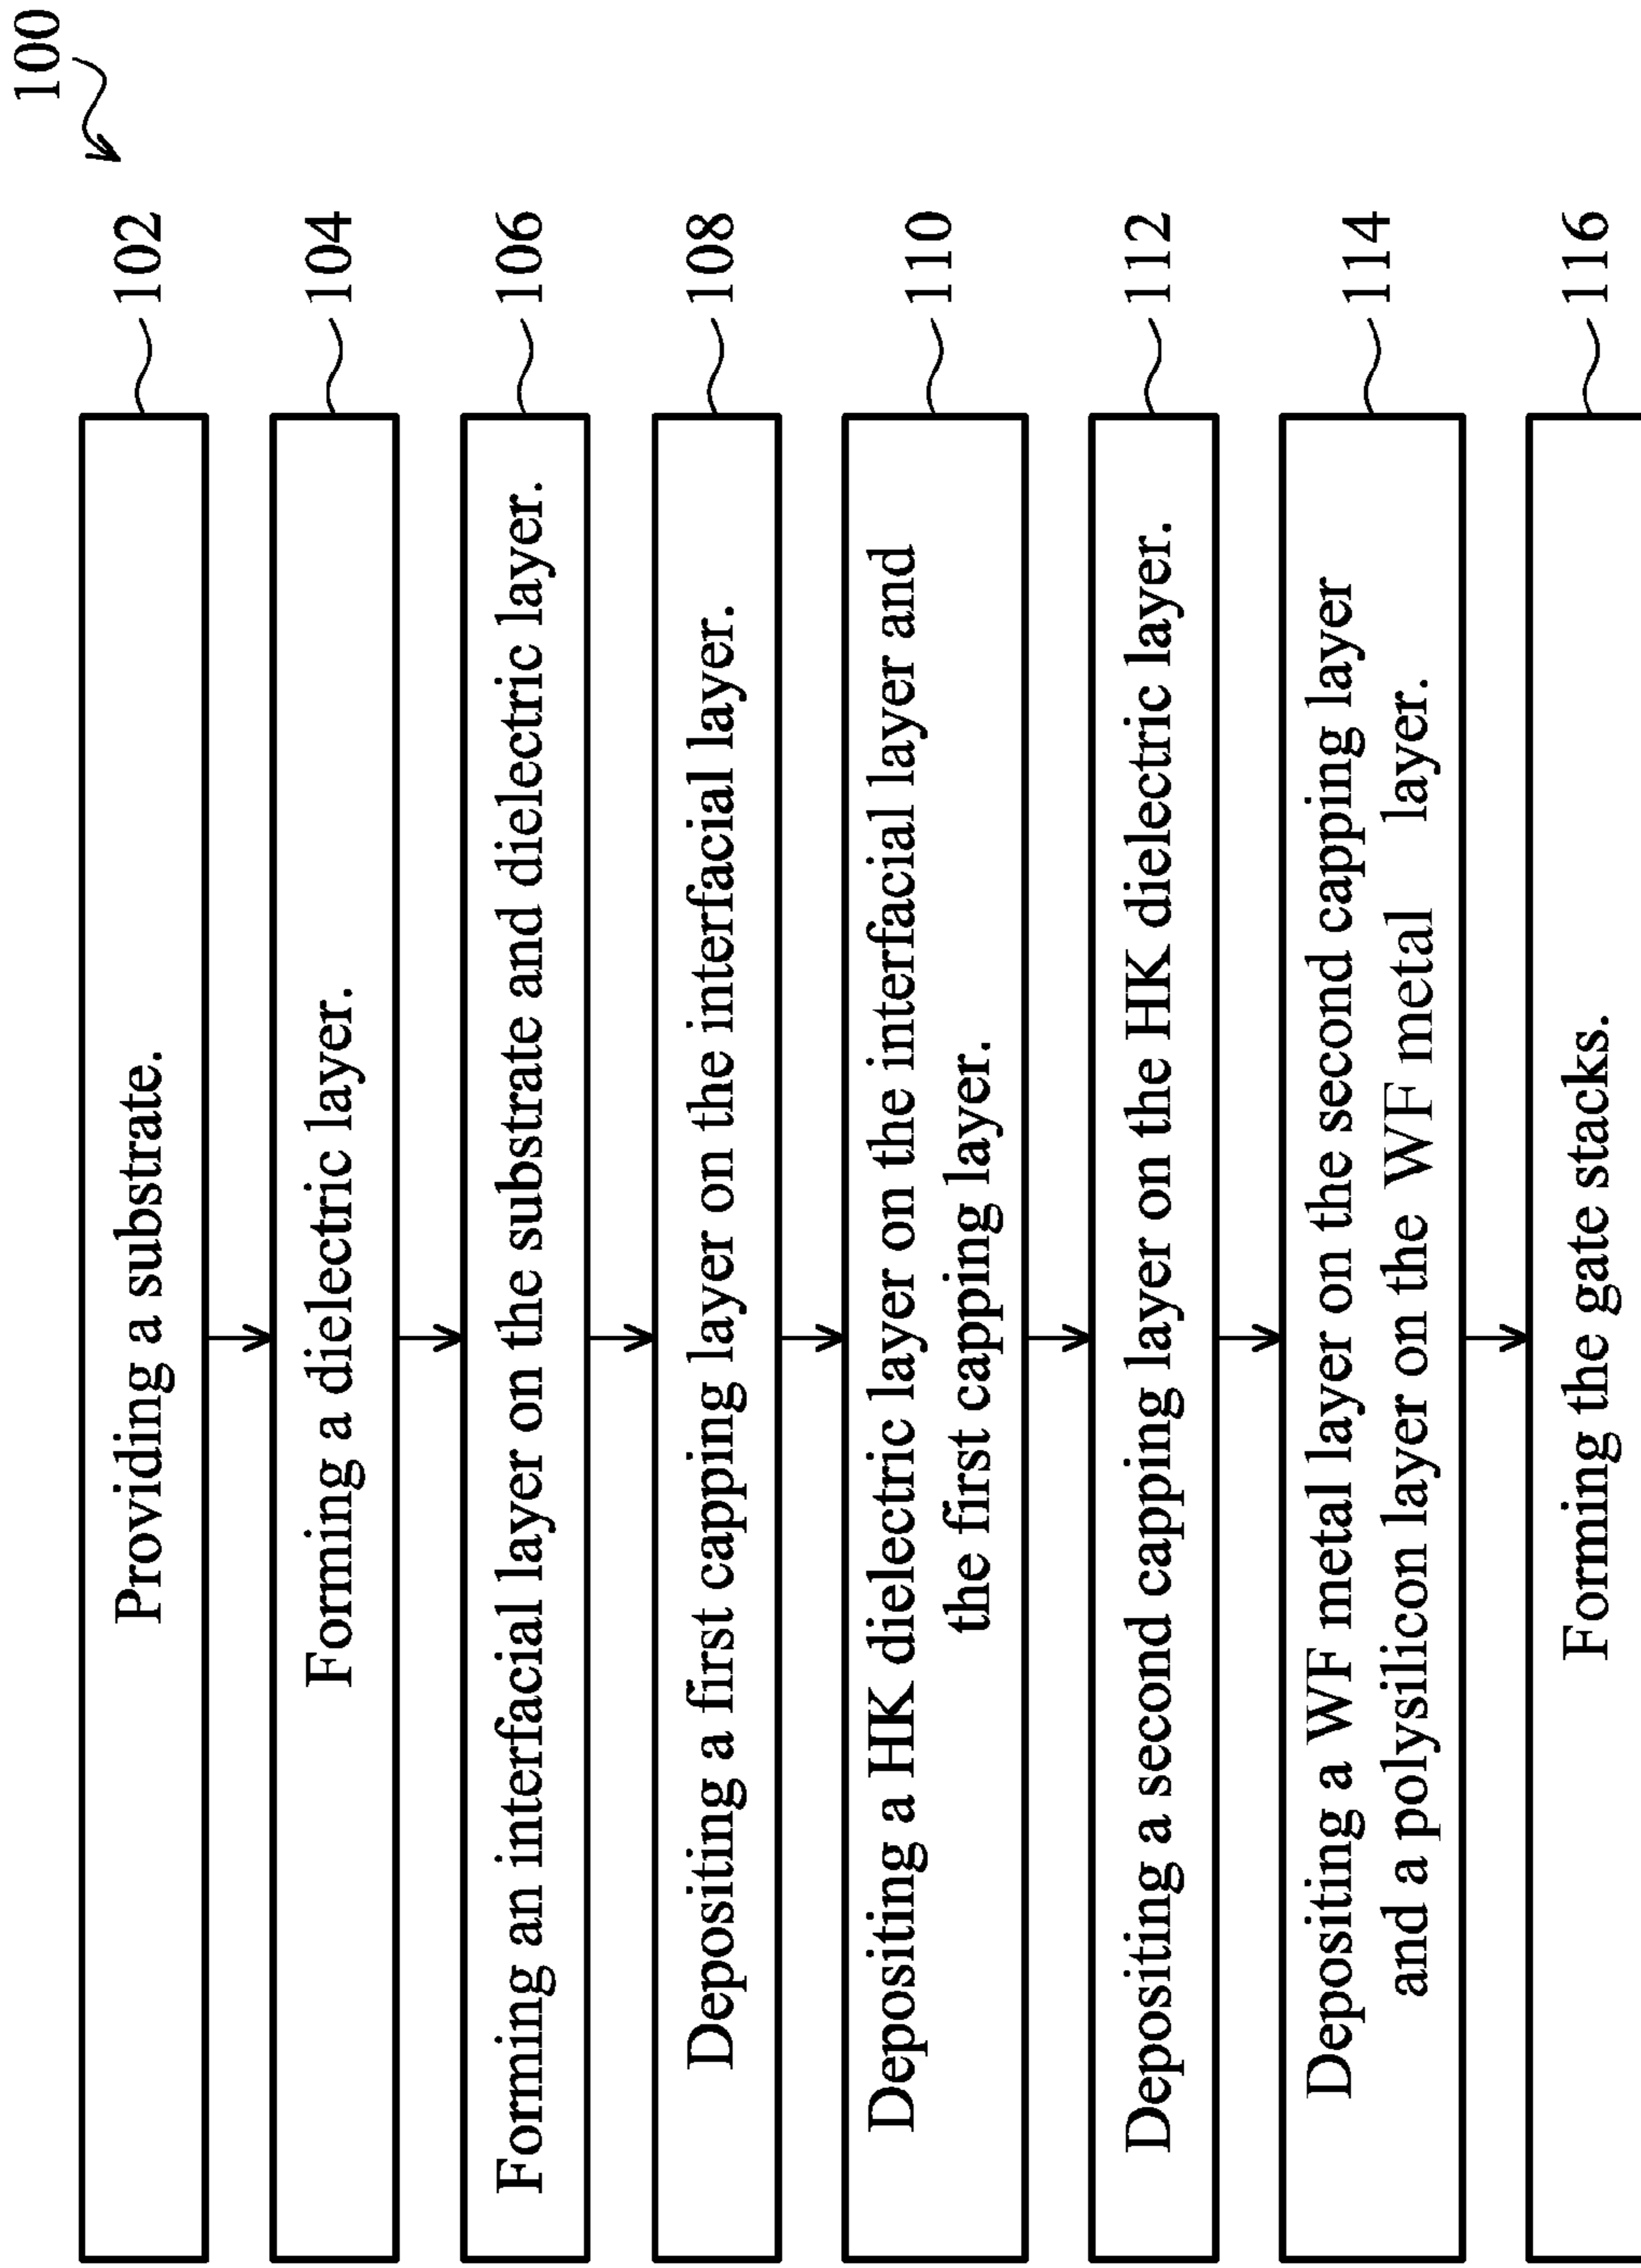 100
Providing a substrate.
102
Forming a dielectric layer.
104
Forming an interfacial layer on the substrate and dielectric layer.
106
Depositing a first capping layer on the interfacial layer.
108
Depositing a HK dielectric layer on the interfacial layer and
the first capping layer.
110
Depositing a second capping layer on the HK dielectric layer.
112
Depositing a WF metal layer on the second capping layer
and a polysilicon layer on the WF metal layer.
114
Forming the gate stacks.
116